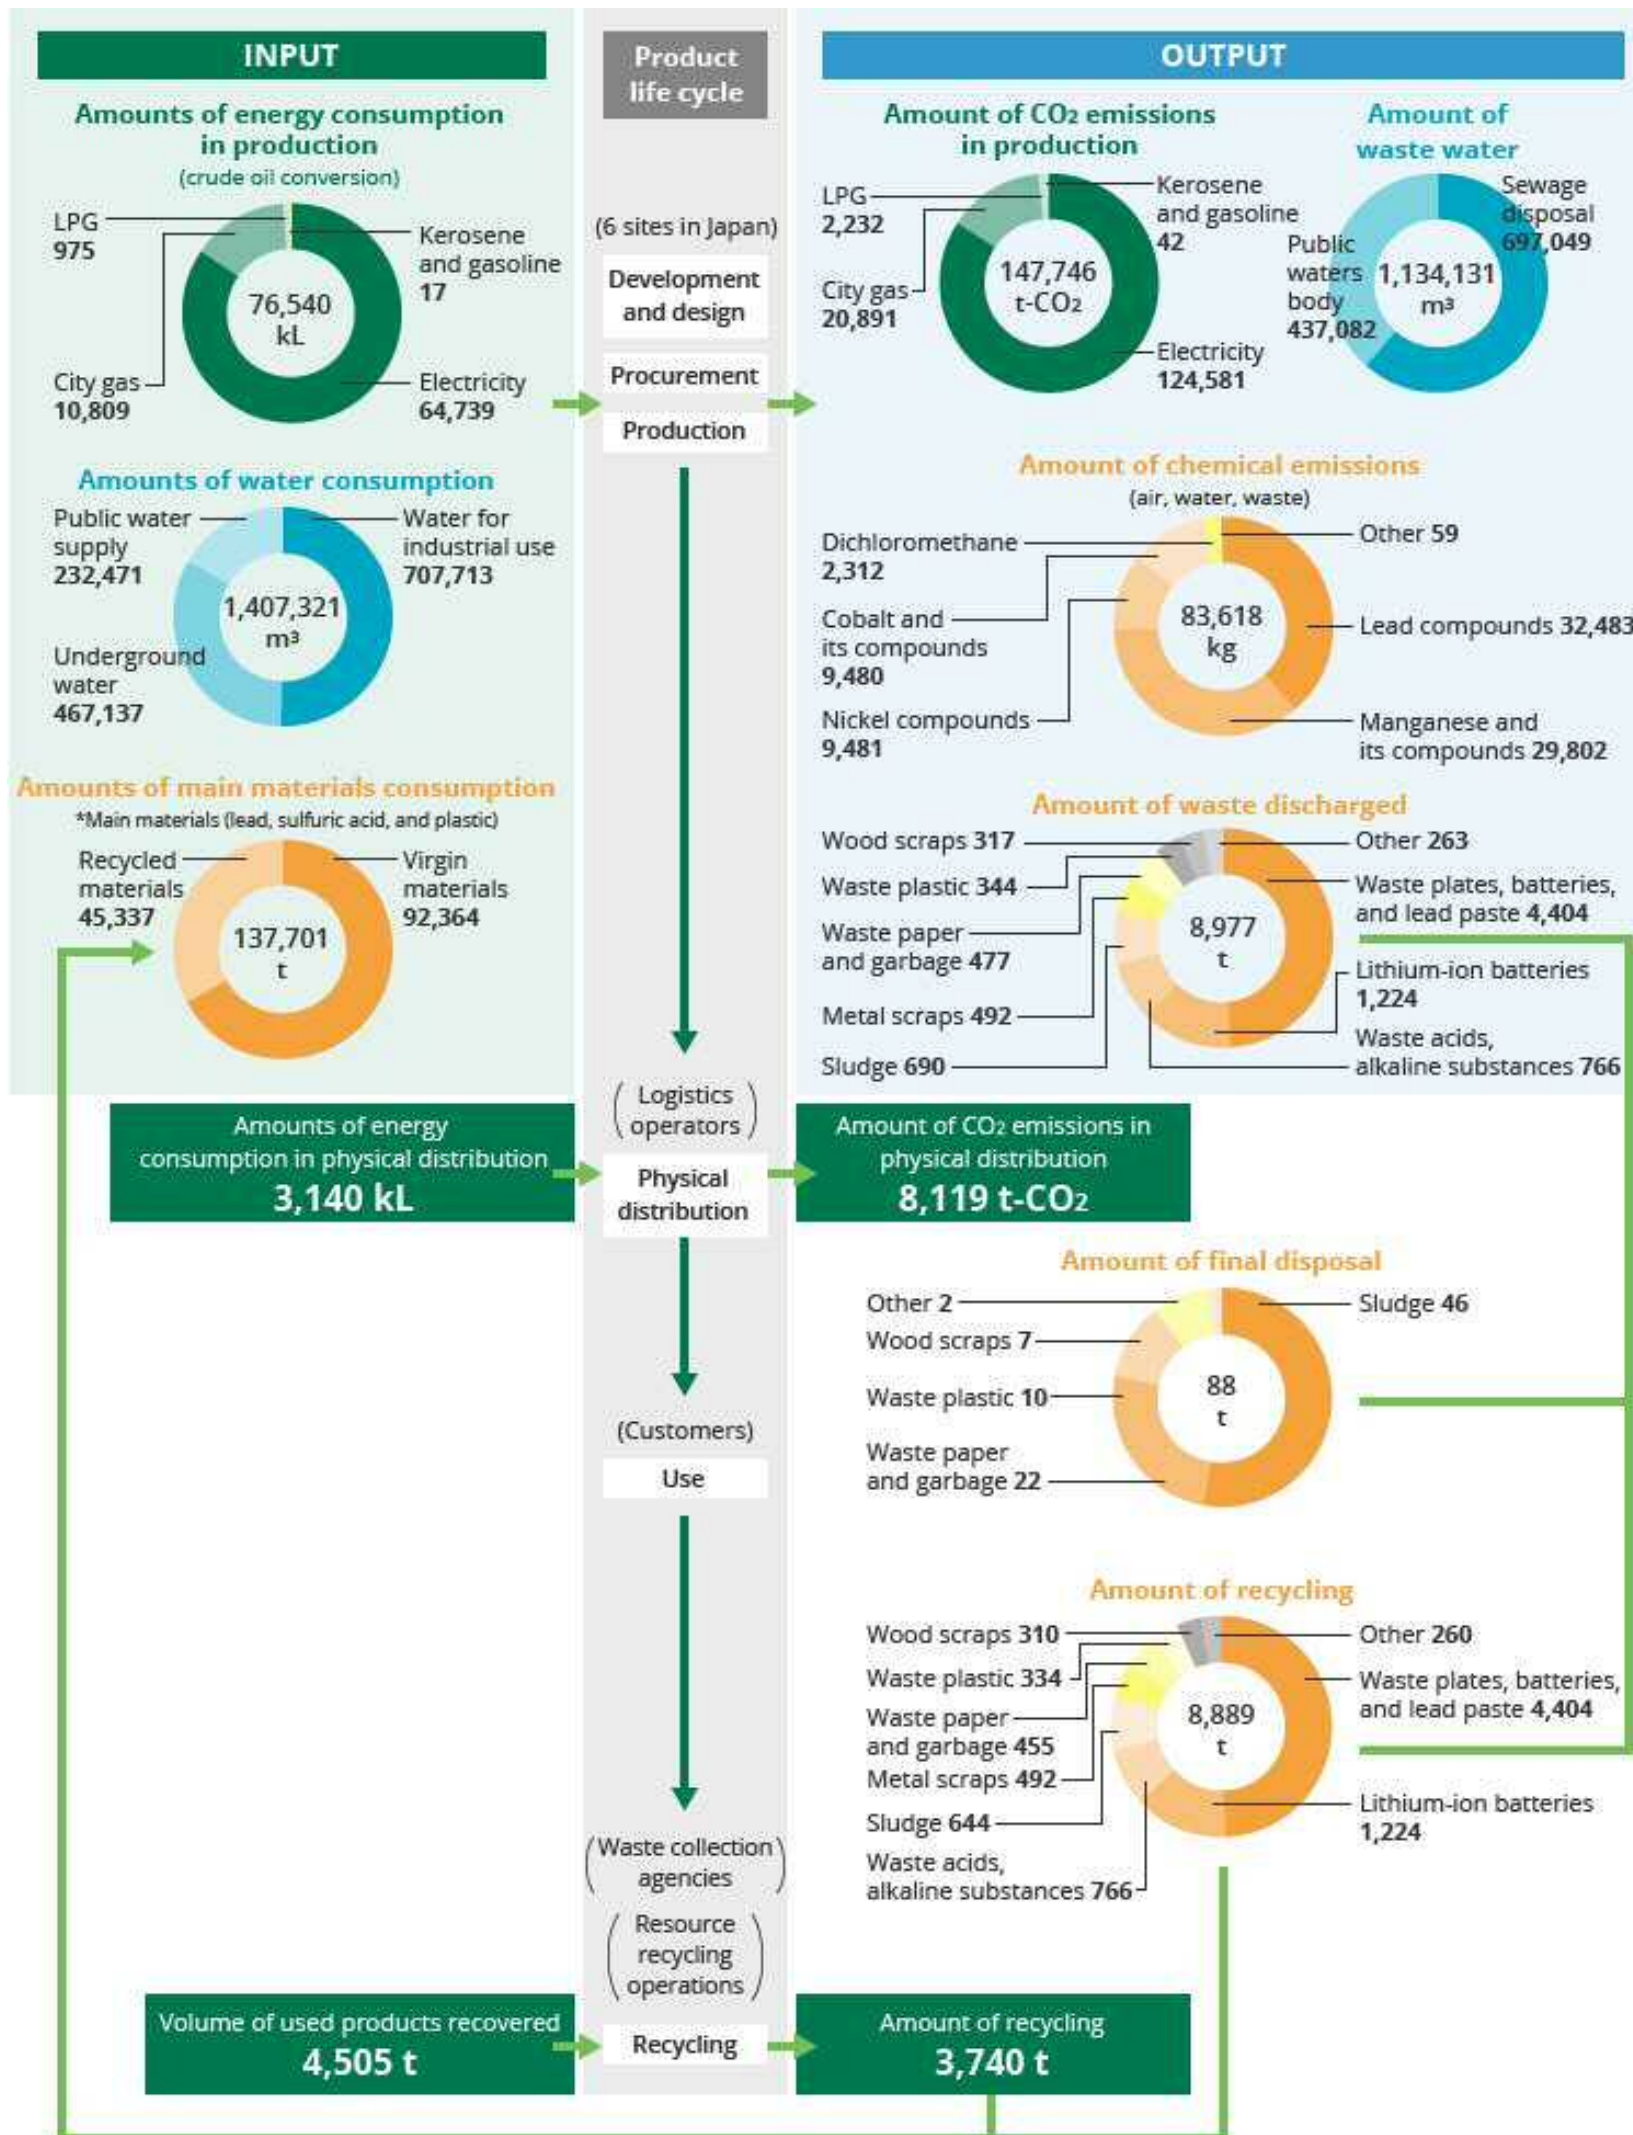 INPUT
Amounts of energy consumption
in production
(crude oil conversion)
LPG
975
Kerosene
and gasoline
17
76,540
kL
City gas
10,809
Electricity
64,739
Amounts of water consumption
Public water
supply
232,471
Water for
industrial use
707,713
1,407,321
m³
Underground
water
467,137
Amounts of main materials consumption
*Main materials (lead, sulfuric acid, and plastic)
Recycled
materials
45,337
Virgin
materials
92,364
137,701
t
Product
life cycle
(6 sites in Japan)
Development
and design
Procurement
Production
OUTPUT
Amount of CO2 emissions
in production
LPG
2,232
Kerosene
and gasoline
42
147,746
t-CO2
City gas
20,891
Electricity
124,581
Amount of
waste water
Sewage
disposal
697,049
Public
waters
body
437,082
1,134,131
m³
Amount of chemical emissions
(air, water, waste)
Dichloromethane
2,312
Other 59
Cobalt and
its compounds
9,480
83,618
kg
Lead compounds 32,483
Nickel compounds
9,481
Manganese and
its compounds 29,802
Amount of waste discharged
Wood scraps 317
Other 263
Waste plastic 344
Waste plates, batteries,
and lead paste 4,404
Waste paper
and garbage 477
8,977
t
Lithium-ion batteries
1,224
Metal scraps 492
Waste acids,
alkaline substances 766
Sludge 690
Amounts of energy
consumption in physical distribution
3,140 kL
(Logistics
operators)
Physical
distribution
Amount of CO2 emissions in
physical distribution
8,119 t-CO2
Amount of final disposal
Other 2
Sludge 46
Wood scraps 7
Waste plastic 10
88
t
Waste paper
and garbage 22
(Customers)
Use
Amount of recycling
Wood scraps 310
Other 260
Waste plastic 334
Waste plates, batteries,
and lead paste 4,404
Waste paper
and garbage 455
8,889
t
Metal scraps 492
Sludge 644
Lithium-ion batteries
1,224
Waste acids,
alkaline substances 766
(Waste collection
agencies)
(Resource
recycling
operations)
Volume of used products recovered
4,505 t
Recycling
Amount of recycling
3,740 t